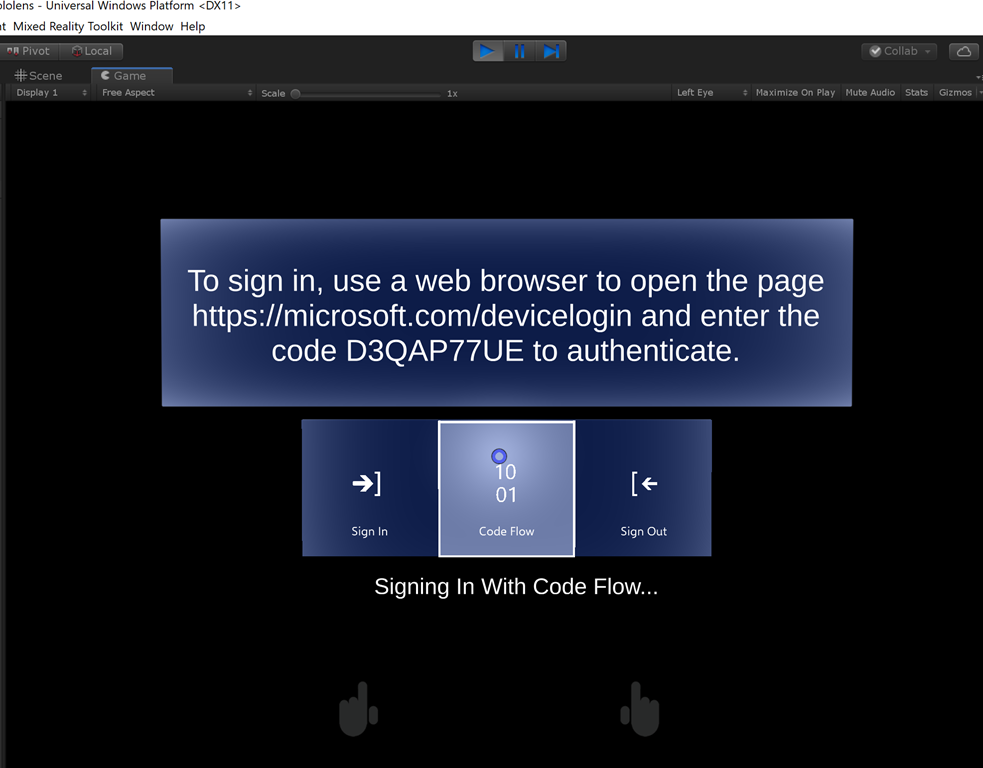 ololens - Universal Windows Platform <DX11>
nt Mixed Reality Toolkit Window Help
Pivot Local Collab
Scene Game
Display 1 Free Aspect Scale 1x Left Eye Maximize On Play Mute Audio Stats Gizmos
To sign in, use a web browser to open the page
https://microsoft.com/devicelogin and enter the
code D3QAP77UE to authenticate.
10
01
Sign In Code Flow Sign Out
Signing In With Code Flow...